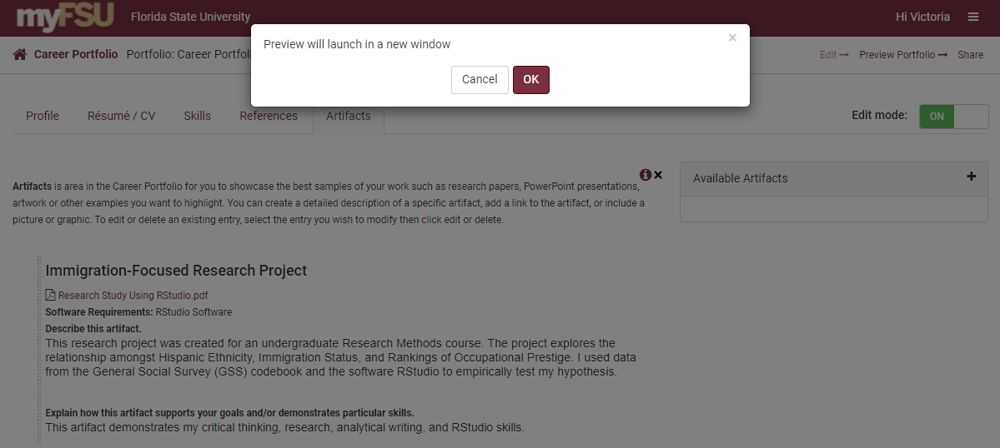 myFSU Florida State University Hi Victoria
Preview will launch in a new window ×
Cancel OK
Career Portfolio Portfolio: Career Portfoli Edit → Preview Portfolio → Share
Profile Résumé / CV Skills References Artifacts Edit mode: ON
Artifacts is area in the Career Portfolio for you to showcase the best samples of your work such as research papers, PowerPoint presentations,
artwork or other examples you want to highlight. You can create a detailed description of a specific artifact, add a link to the artifact, or include a
picture or graphic. To edit or delete an existing entry, select the entry you wish to modify then click edit or delete.
Available Artifacts +
Immigration-Focused Research Project
Research Study Using RStudio.pdf
Software Requirements: RStudio Software
Describe this artifact.
This research project was created for an undergraduate Research Methods course. The project explores the
relationship amongst Hispanic Ethnicity, Immigration Status, and Rankings of Occupational Prestige. I used data
from the General Social Survey (GSS) codebook and the software RStudio to empirically test my hypothesis.
Explain how this artifact supports your goals and/or demonstrates particular skills.
This artifact demonstrates my critical thinking, research, analytical writing, and RStudio skills.